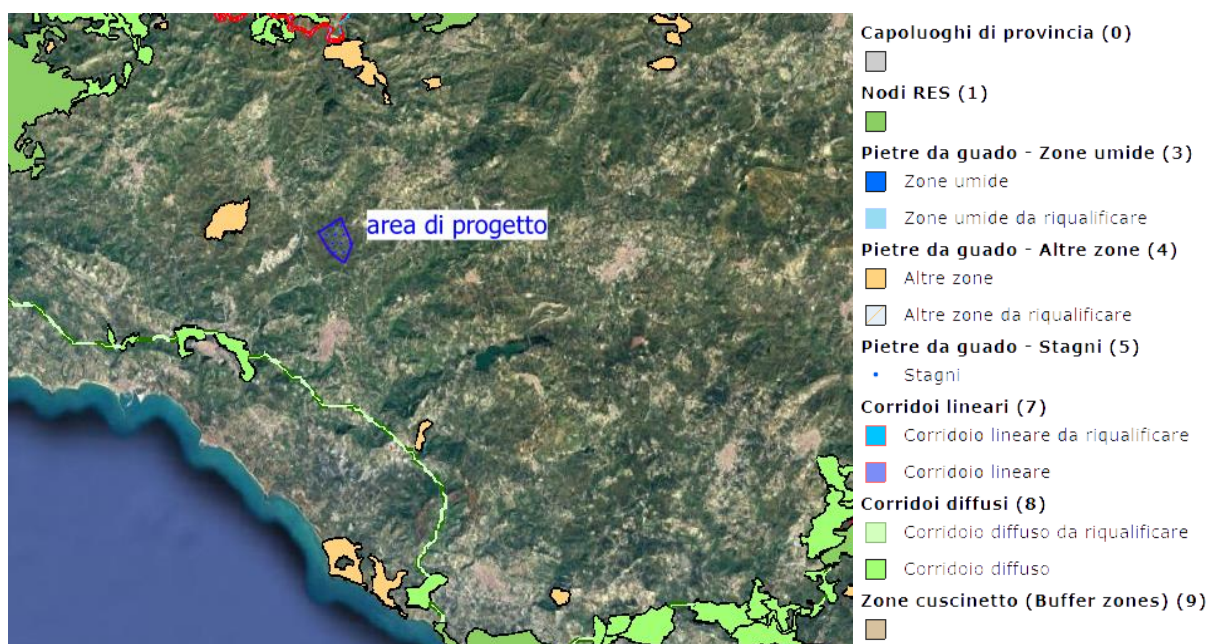 area di progetto
Capoluoghi di provincia (0)
Nodi RES (1)
Pietre da guado - Zone umide (3)
Zone umide
Zone umide da riqualificare
Pietre da guado - Altre zone (4)
Altre zone
Altre zone da riqualificare
Pietre da guado - Stagni (5)
Stagni
Corridoi lineari (7)
Corridoio lineare da riqualificare
Corridoio lineare
Corridoi diffusi (8)
Corridoio diffuso da riqualificare
Corridoio diffuso
Zone cuscinetto (Buffer zones) (9)